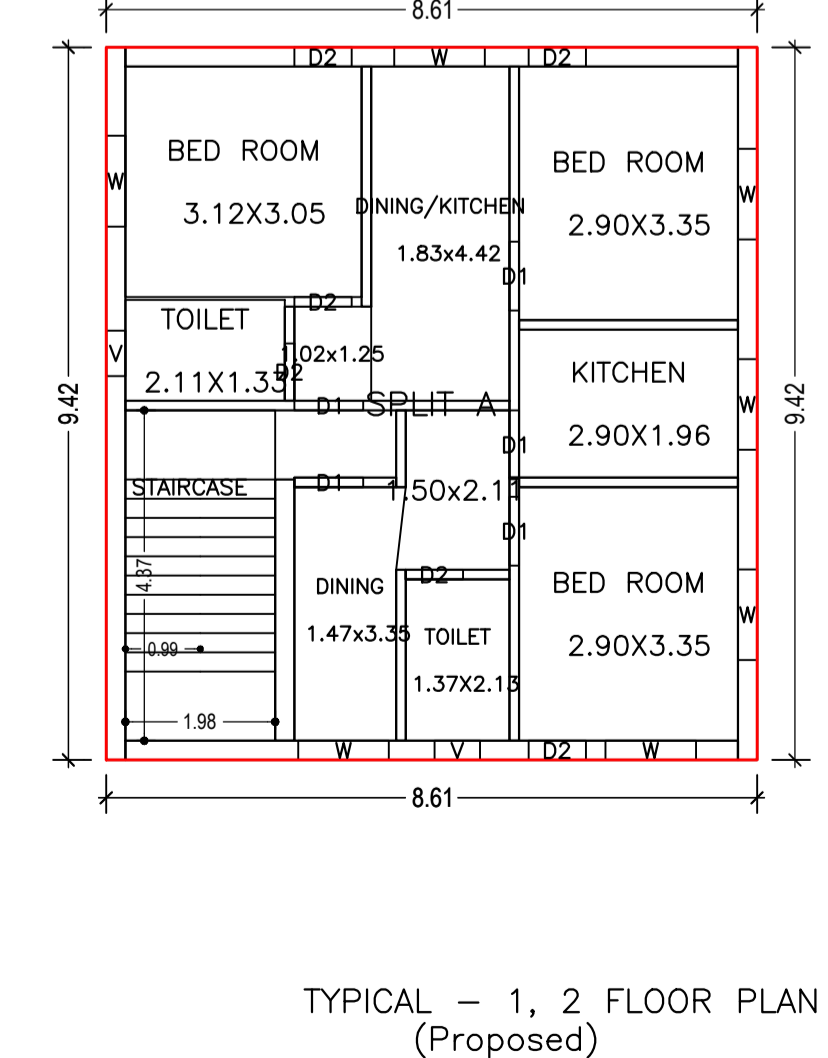 8.61
D2 W D2
BED ROOM
3.12X3.05
W
DINING/KITCHEN
1.83x4.42
BED ROOM
2.90X3.35
W
D1
D2
TOILET
2.11X1.33
V
D2
1.02x1.25
D1
SPLIT A
KITCHEN
2.90X1.96
W
D1
9.42
9.42
STAIRCASE
D1
1.50x2.11
D1
4.87
0.99
1.98
DINING
1.47x3.35
D2
TOILET
1.37X2.13
BED ROOM
2.90X3.35
W
W V D2 W
8.61
TYPICAL - 1, 2 FLOOR PLAN
(Proposed)